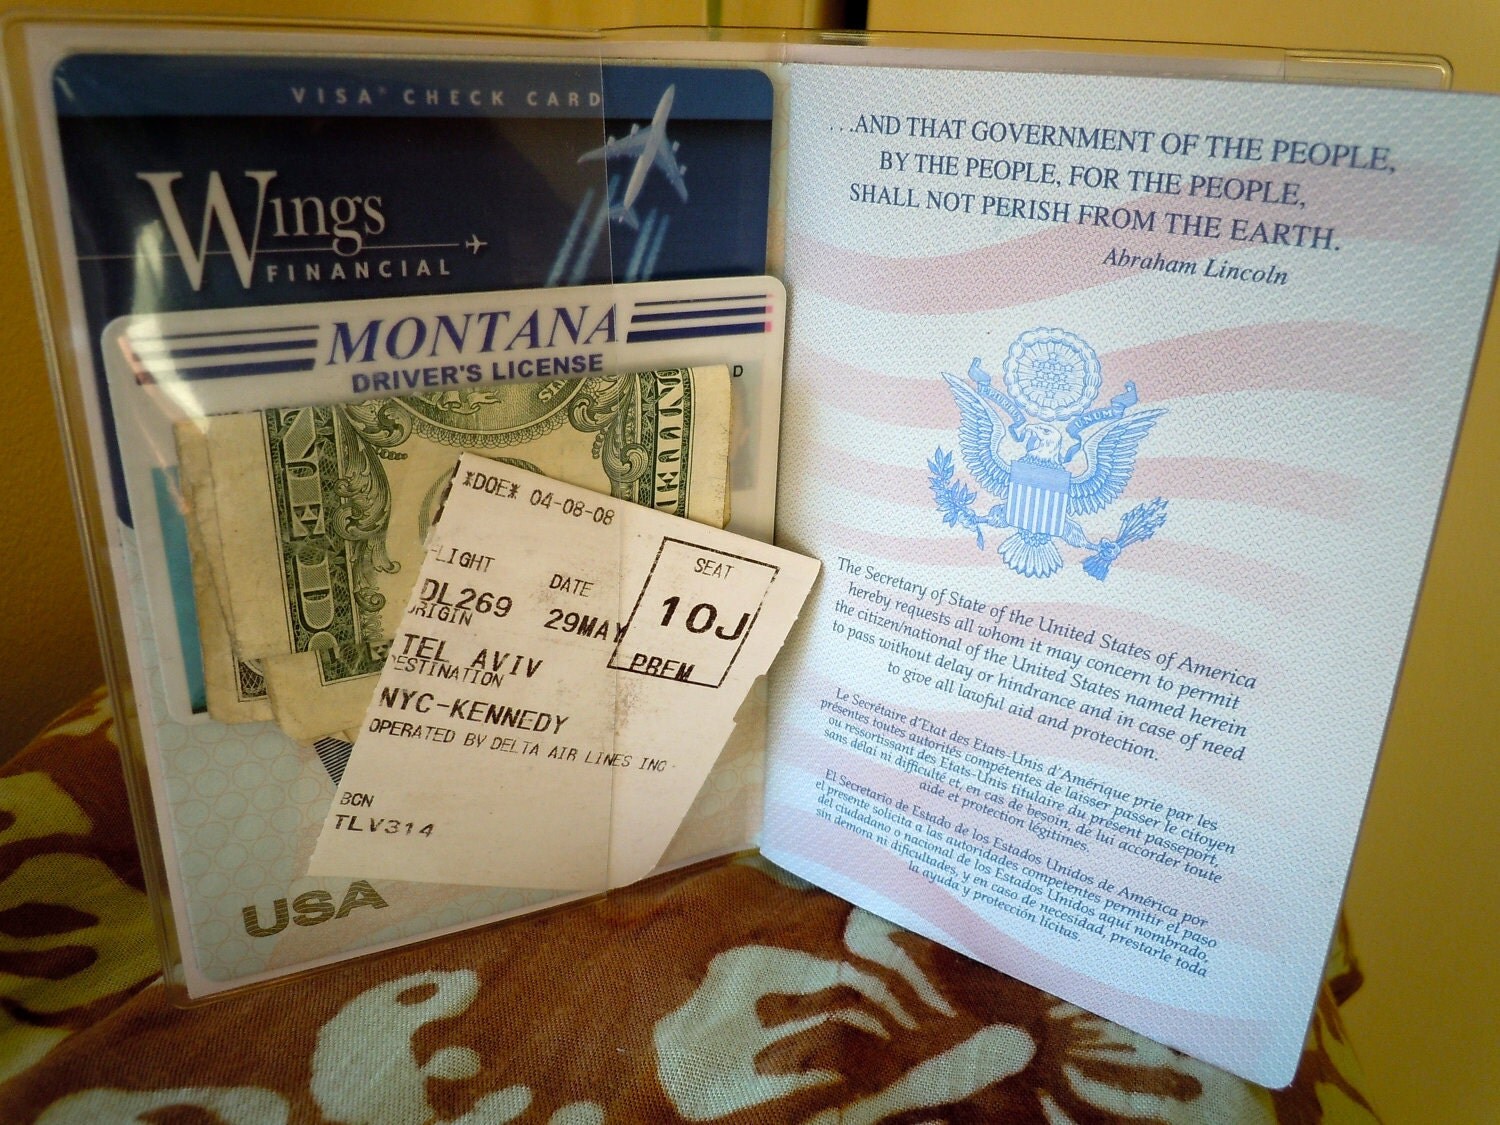 VISA® CHECK CARD
Wings
FINANCIAL
MONTANA
DRIVER'S LICENSE
D
*DOE* 04-08-08
FLIGHT
DATE
SEAT
DL269
29MAY
10J
ORIGIN
PREM
TEL AVIV
DESTINATION
NYC-KENNEDY
OPERATED BY DELTA AIR LINES INC
BCN
TLV314
USA
...AND THAT GOVERNMENT OF THE PEOPLE,
BY THE PEOPLE, FOR THE PEOPLE,
SHALL NOT PERISH FROM THE EARTH.
Abraham Lincoln
The Secretary of State of the United States of America
hereby requests all whom it may concern to permit
the citizen/national of the United States named herein
to pass without delay or hindrance and in case of need
to give all lawful aid and protection.
Le Secrétaire d'Etat des Etats-Unis d'Amérique prie par les
présentes toutes autorités compétentes de laisser passer le citoyen
ou ressortissant des Etats-Unis titulaire du présent passeport,
sans délai ni difficulté et, en cas de besoin, de lui accorder toute
aide et protection légitimes.
El Secretario de Estado de los Estados Unidos de América por
el presente solicita a las autoridades competentes permitir el paso
del ciudadano o nacional de los Estados Unidos aquí nombrado,
sin demora ni dificultades, y en caso de necesidad, prestarle toda
la ayuda y protección lícitas.